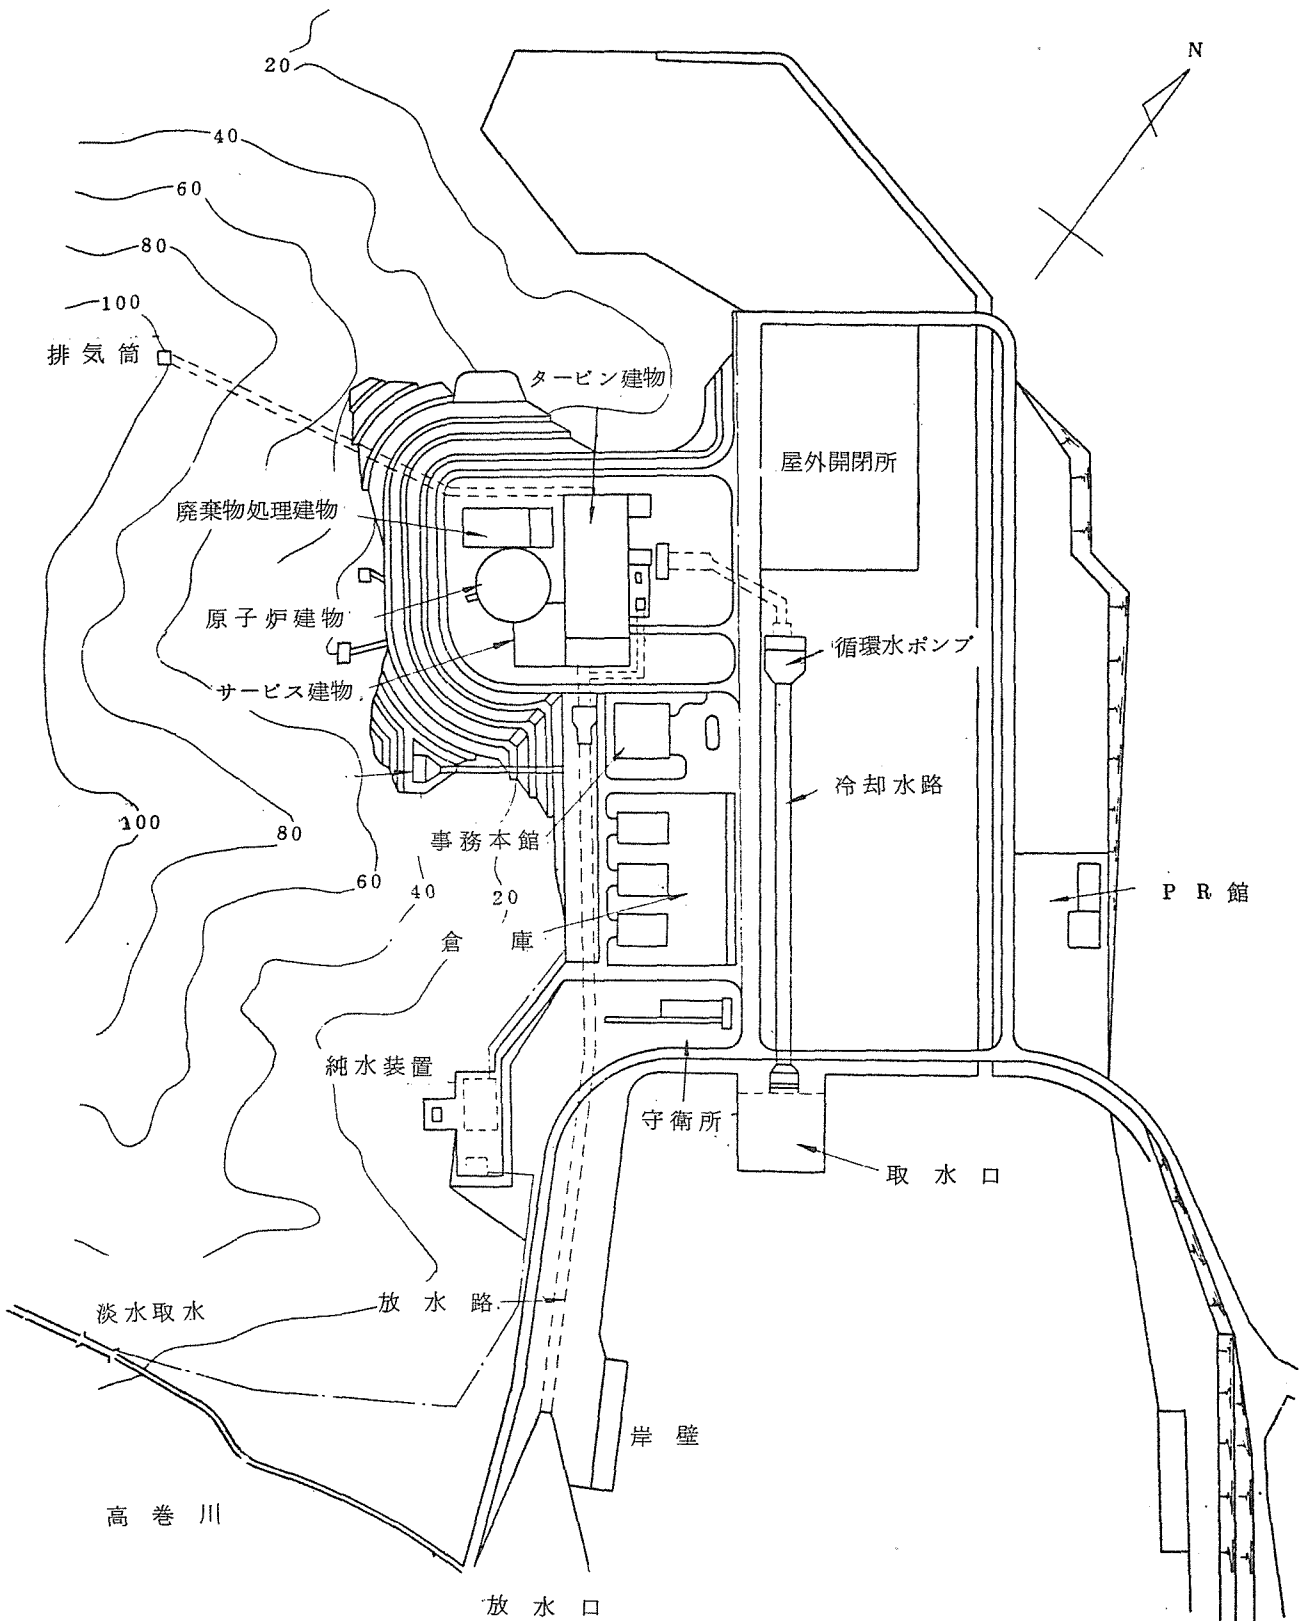 N
20
40
60
80
100
排気筒
タービン建物
屋外開閉所
廃棄物処理建物
原子炉建物
循環水ポンプ
サービス建物
冷却水路
100
80
事務本館
60
40
20
PR館
倉庫
純水装置
守衛所
取水口
淡水取水
放水路
岸壁
高巻川
放水口